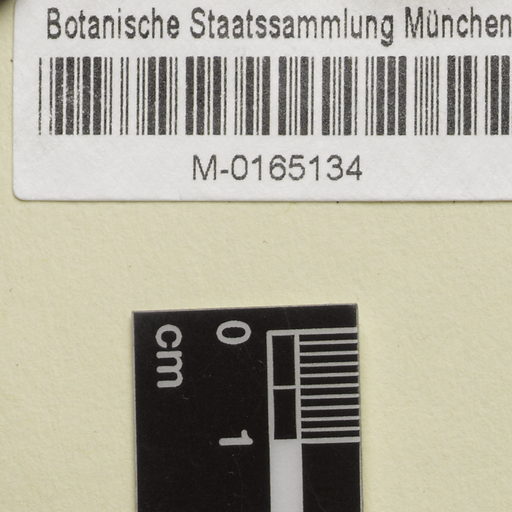 Botanische Staatssammlung München
M-0165134
cm
0
1